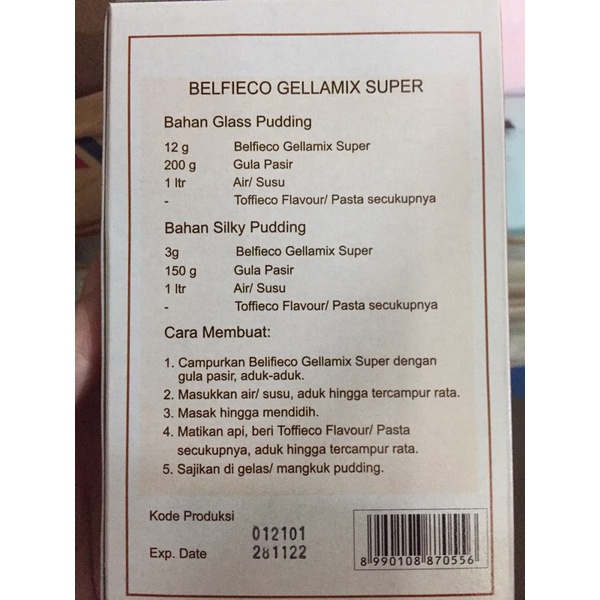 BELFIECO GELLAMIX SUPER
Bahan Glass Pudding
12 g Belfieco Gellamix Super
200 g Gula Pasir
1 ltr Air/ Susu
- Toffieco Flavour/ Pasta secukupnya
Bahan Silky Pudding
3g Belfieco Gellamix Super
150 g Gula Pasir
1 ltr Air/ Susu
- Toffieco Flavour/ Pasta secukupnya
Cara Membuat:
1. Campurkan Belifieco Gellamix Super dengan
gula pasir, aduk-aduk.
2. Masukkan air/ susu, aduk hingga tercampur rata.
3. Masak hingga mendidih.
4. Matikan api, beri Toffieco Flavour/ Pasta
secukupnya, aduk hingga tercampur rata.
5. Sajikan di gelas/ mangkuk pudding.
Kode Produksi 012101
Exp. Date 281122
8 990108 870556